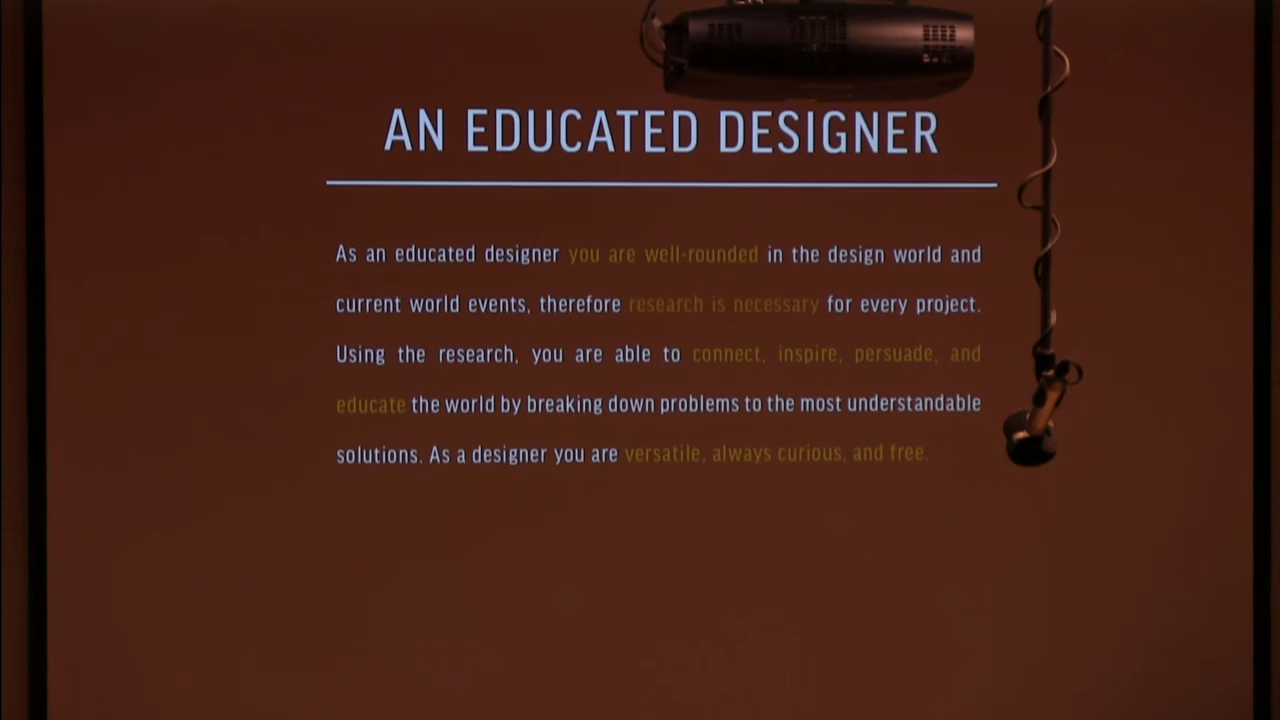 AN EDUCATED DESIGNER
As an educated designer you are well-rounded in the design world and
current world events, therefore research is necessary for every project.
Using the research, you are able to connect, inspire, persuade, and
educate the world by breaking down problems to the most understandable
solutions. As a designer you are versatile, always curious, and free.